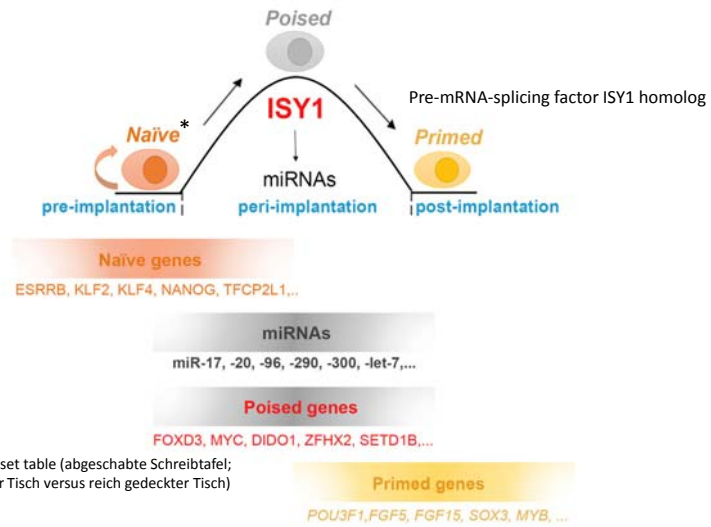 Poised
Pre-mRNA-splicing factor ISY1 homolog
ISY1
Naïve*
Primed
miRNAs
pre-implantation
peri-implantation
post-implantation
Naïve genes
ESRRB, KLF2, KLF4, NANOG, TFCP2L1,...
miRNAs
miR-17, -20, -96, -290, -300, -let-7,...
Poised genes
FOXD3, MYC, DIDO1, ZFHX2, SETD1B,...
set table (abgeschabte Schreibtafel;
r Tisch versus reich gedeckter Tisch)
Primed genes
POU3F1,FGF5, FGF15, SOX3, MYB, ...